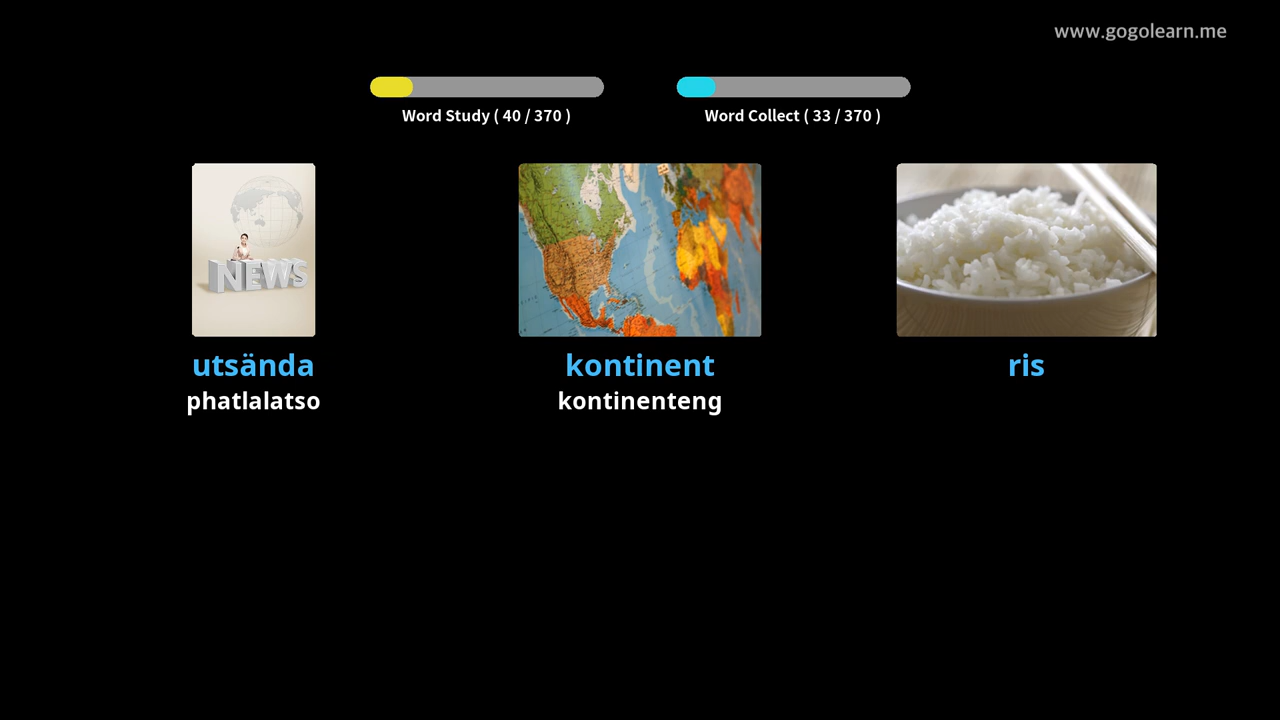 www.gogolearn.me
Word Study ( 40 / 370 )
Word Collect ( 33 / 370 )
NEWS
utsända
phatlalatso
kontinent
kontinenteng
ris